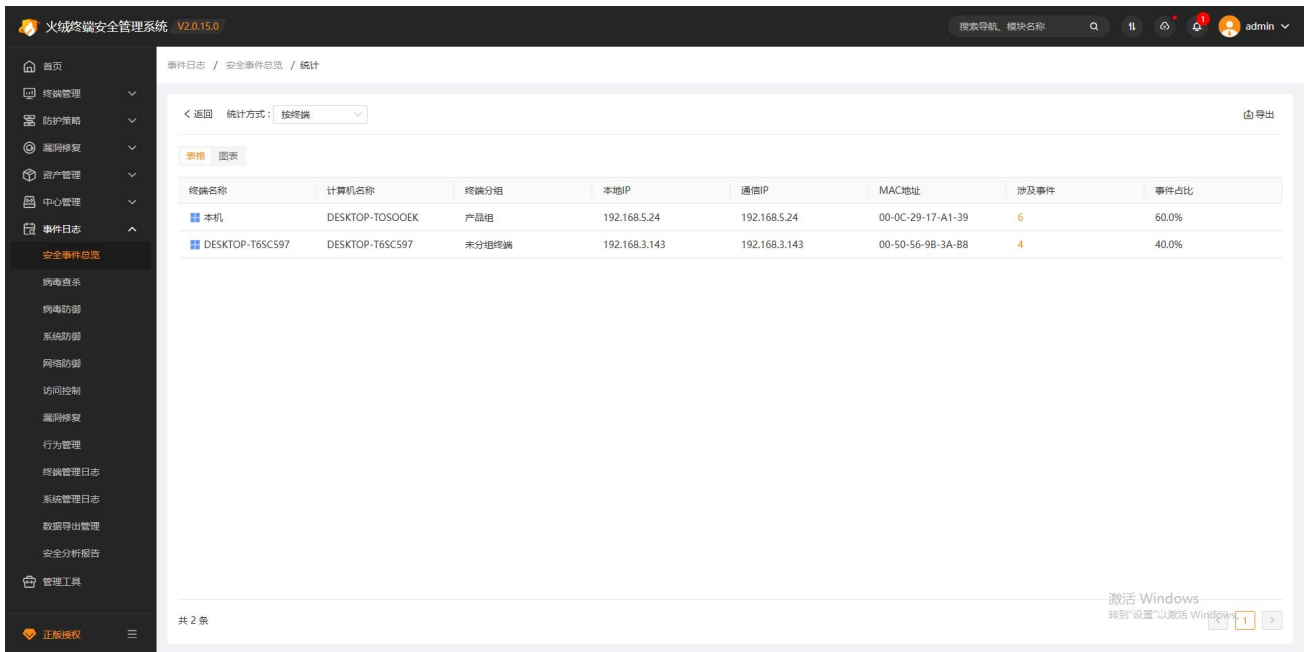 火绒终端安全管理系统 V2.0.15.0
搜索导航、模块名称
1
admin
首页
终端管理
防护策略
漏洞修复
资产管理
中心管理
事件日志
安全事件总览
病毒查杀
病毒防御
系统防御
网络防御
访问控制
漏洞修复
行为管理
终端管理日志
系统管理日志
数据导出管理
安全分析报告
管理工具
正版授权
事件日志 / 安全事件总览 / 统计
< 返回 统计方式： 按终端
导出
表格 图表
终端名称 计算机名称 终端分组 本地IP 通信IP MAC地址 涉及事件 事件占比
本机 DESKTOP-TOSOOEK 产品组 192.168.5.24 192.168.5.24 00-0C-29-17-A1-39 6 60.0%
DESKTOP-T6SC597 DESKTOP-T6SC597 未分组终端 192.168.3.143 192.168.3.143 00-50-56-9B-3A-B8 4 40.0%
共 2 条
激活 Windows
转到"设置"以激活 Windows。
< 1 >